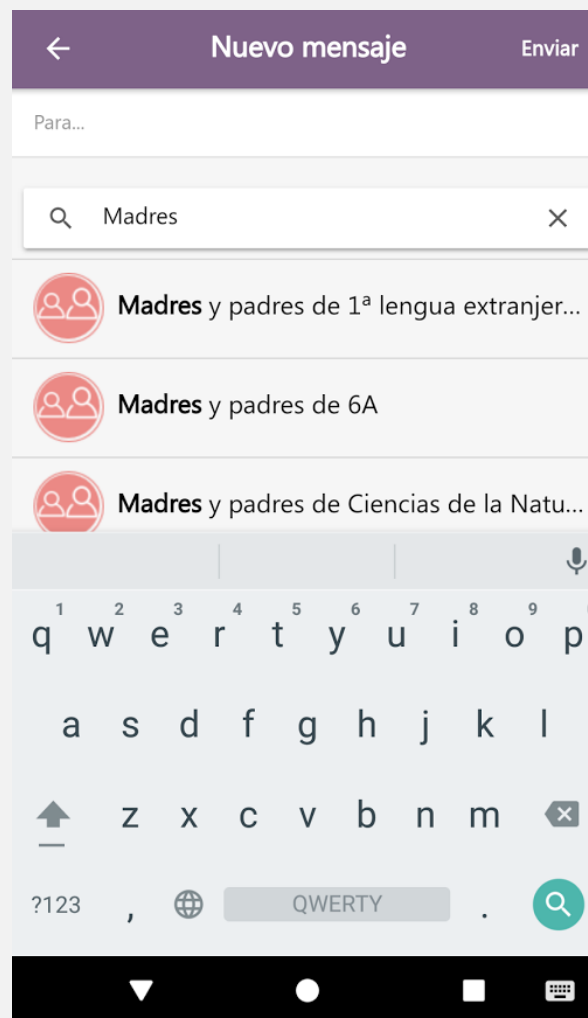 Nuevo mensaje Enviar
Para...
Madres
Madres y padres de 1ª lengua extranjer...
Madres y padres de 6A
Madres y padres de Ciencias de la Natu...
1 2 3 4 5 6 7 8 9
q w e r t y u i o p
a s d f g h j k l
z x c v b n m
?123 , QWERTY .